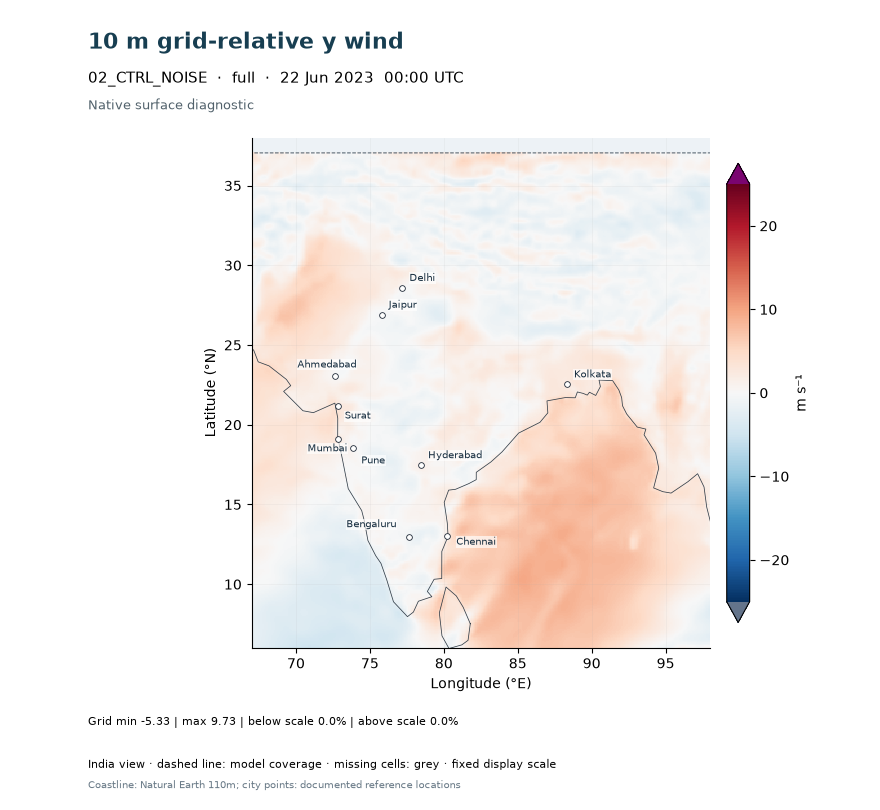 10 m grid-relative y wind
02_CTRL_NOISE · full · 22 Jun 2023 00:00 UTC
Native surface diagnostic
35
30
25
20
15
10
Latitude (°N)
Delhi
Jaipur
Ahmedabad
Kolkata
Surat
Mumbai
Pune
Hyderabad
Bengaluru
Chennai
70
75
80
85
90
95
Longitude (°E)
20
10
0
−10
−20
m s⁻¹
Grid min -5.33 | max 9.73 | below scale 0.0% | above scale 0.0%
India view · dashed line: model coverage · missing cells: grey · fixed display scale
Coastline: Natural Earth 110m; city points: documented reference locations